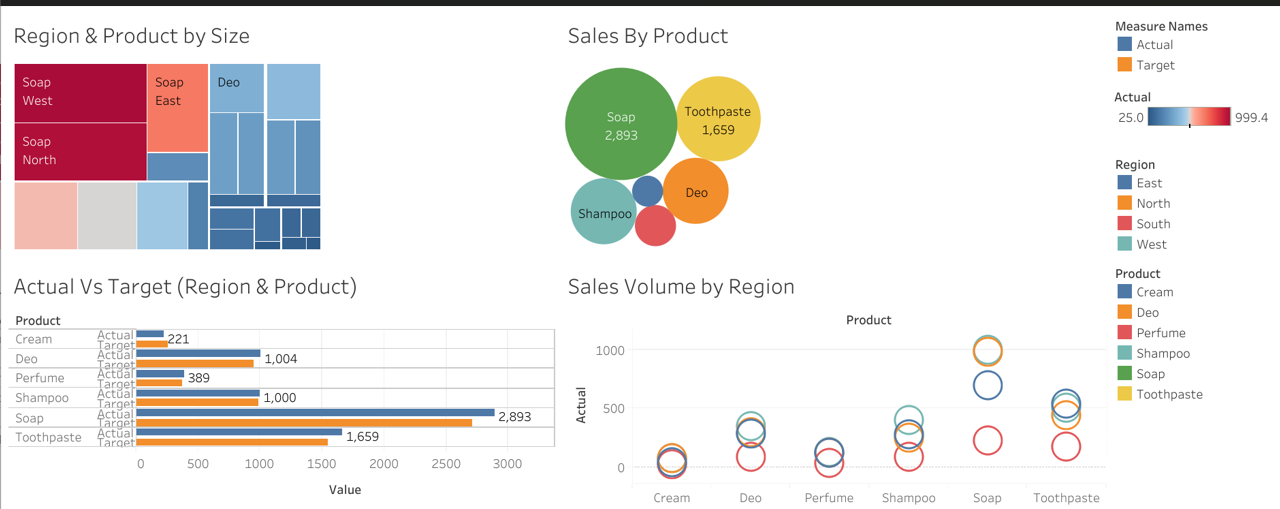 Region & Product by Size
Soap
West
Soap
North
Soap
East
Deo
Sales By Product
Soap
2,893
Toothpaste
1,659
Deo
Shampoo
Measure Names
Actual
Target
Actual
25.0
999.4
Region
East
North
South
West
Product
Cream
Deo
Perfume
Shampoo
Soap
Toothpaste
Actual Vs Target (Region & Product)
Product
Cream Actual 221
Target
Deo Actual 1,004
Target
Perfume Actual 389
Target
Shampoo Actual 1,000
Target
Soap Actual 2,893
Target
Toothpaste Actual 1,659
Target
0 500 1000 1500 2000 2500 3000
Value
Sales Volume by Region
Product
1000
500
0
Actual
Cream Deo Perfume Shampoo Soap Toothpaste